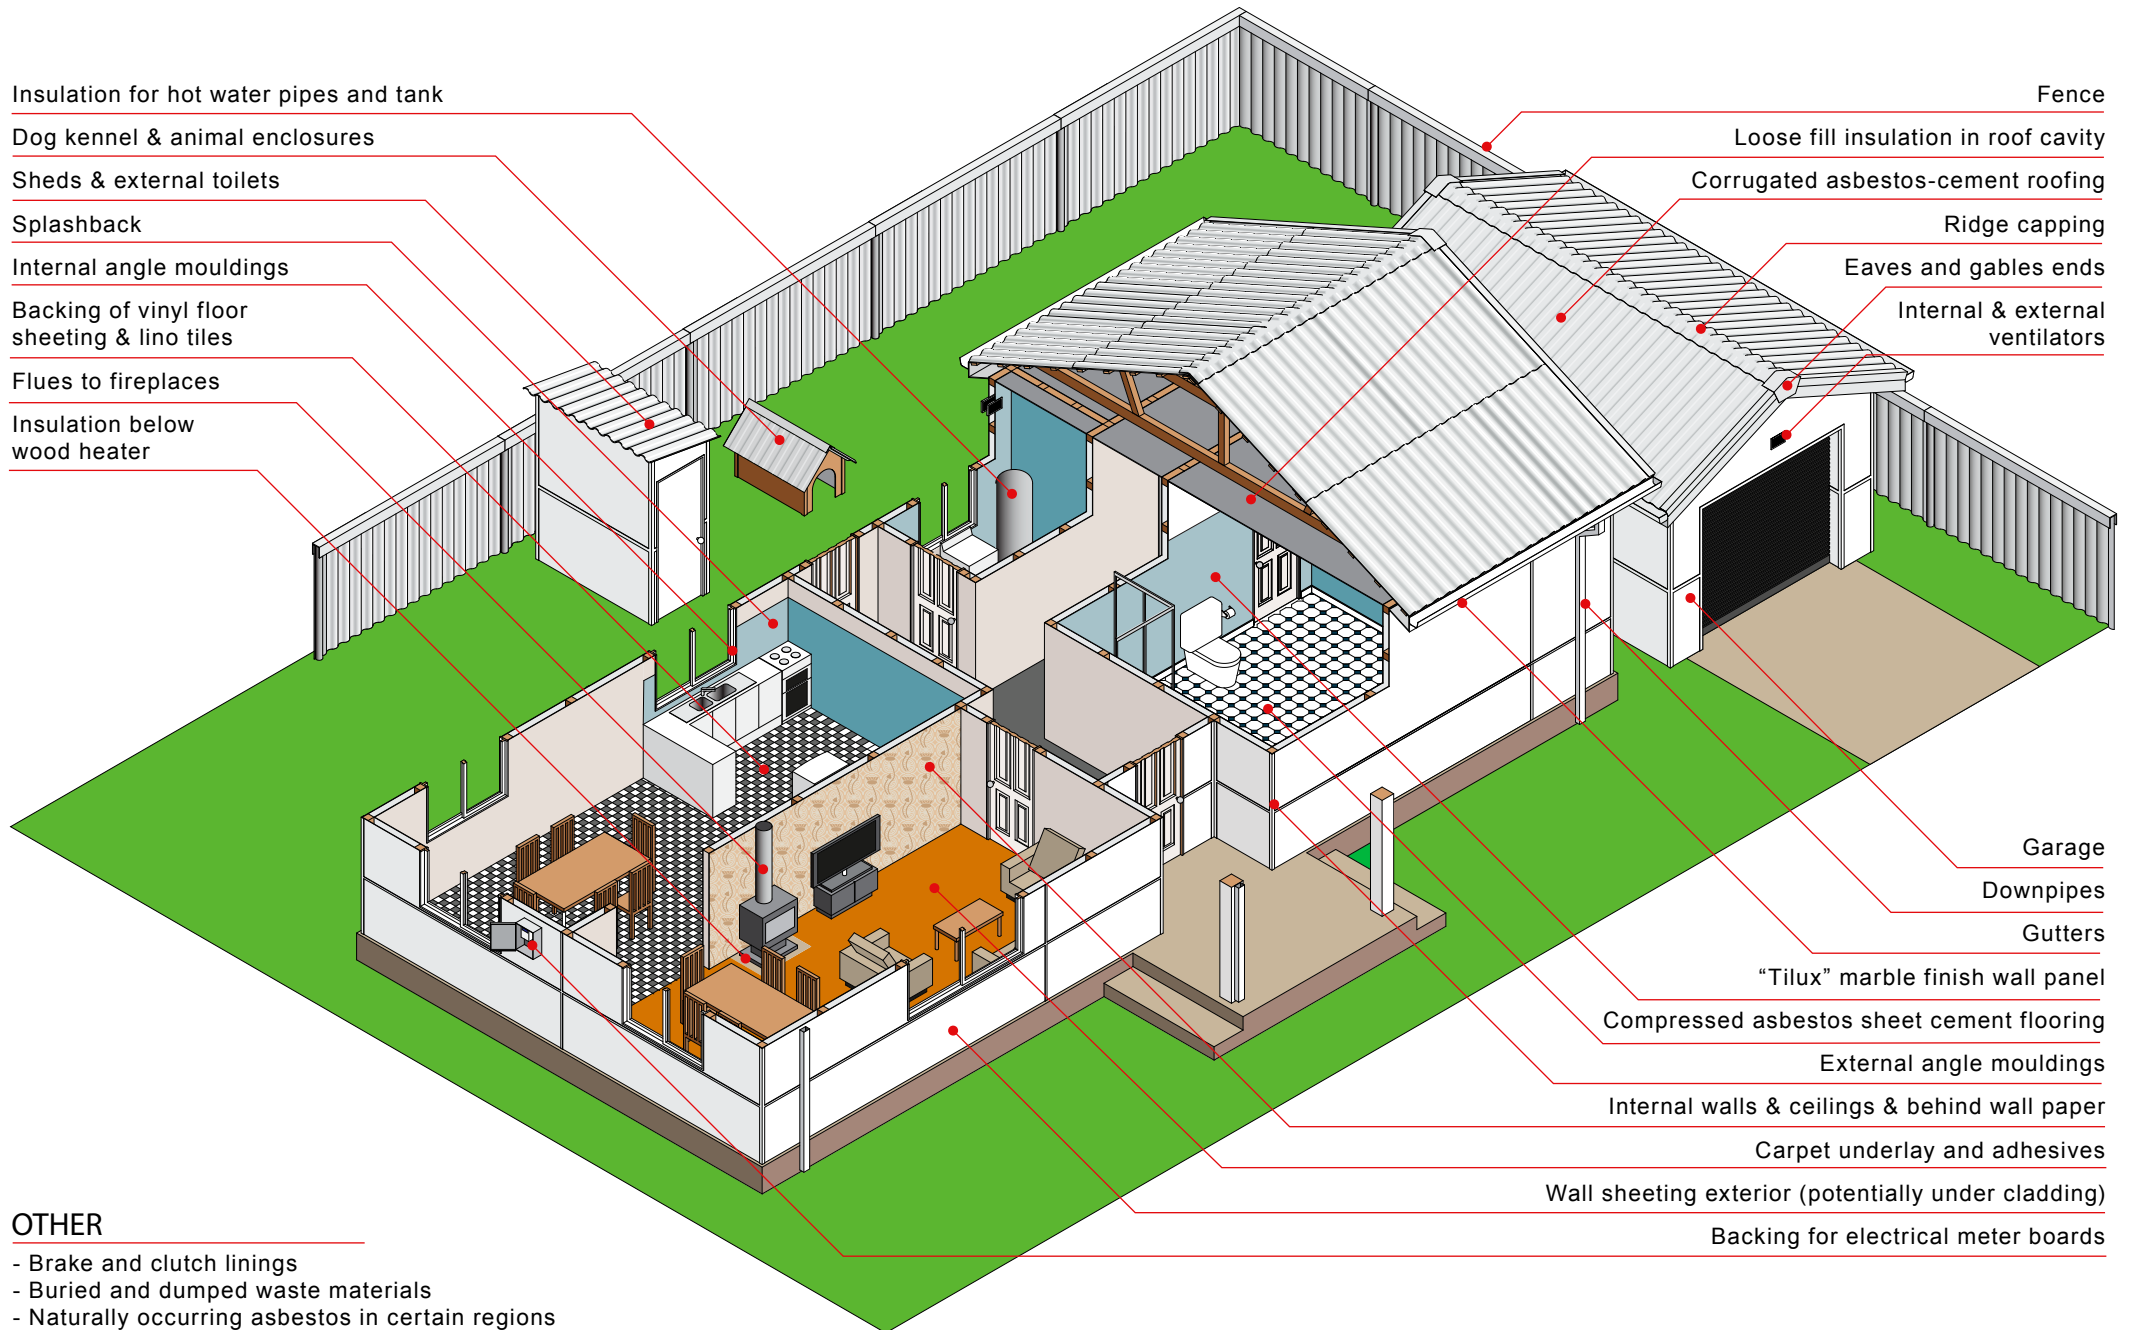 Insulation for hot water pipes and tank
Dog kennel & animal enclosures
Sheds & external toilets
Splashback
Internal angle mouldings
Backing of vinyl floor
sheeting & lino tiles
Flues to fireplaces
Insulation below
wood heater
Fence
Loose fill insulation in roof cavity
Corrugated asbestos-cement roofing
Ridge capping
Eaves and gables ends
Internal & external
ventilators
Garage
Downpipes
Gutters
“Tilux” marble finish wall panel
Compressed asbestos sheet cement flooring
External angle mouldings
Internal walls & ceilings & behind wall paper
Carpet underlay and adhesives
Wall sheeting exterior (potentially under cladding)
Backing for electrical meter boards
OTHER
- Brake and clutch linings
- Buried and dumped waste materials
- Naturally occurring asbestos in certain regions